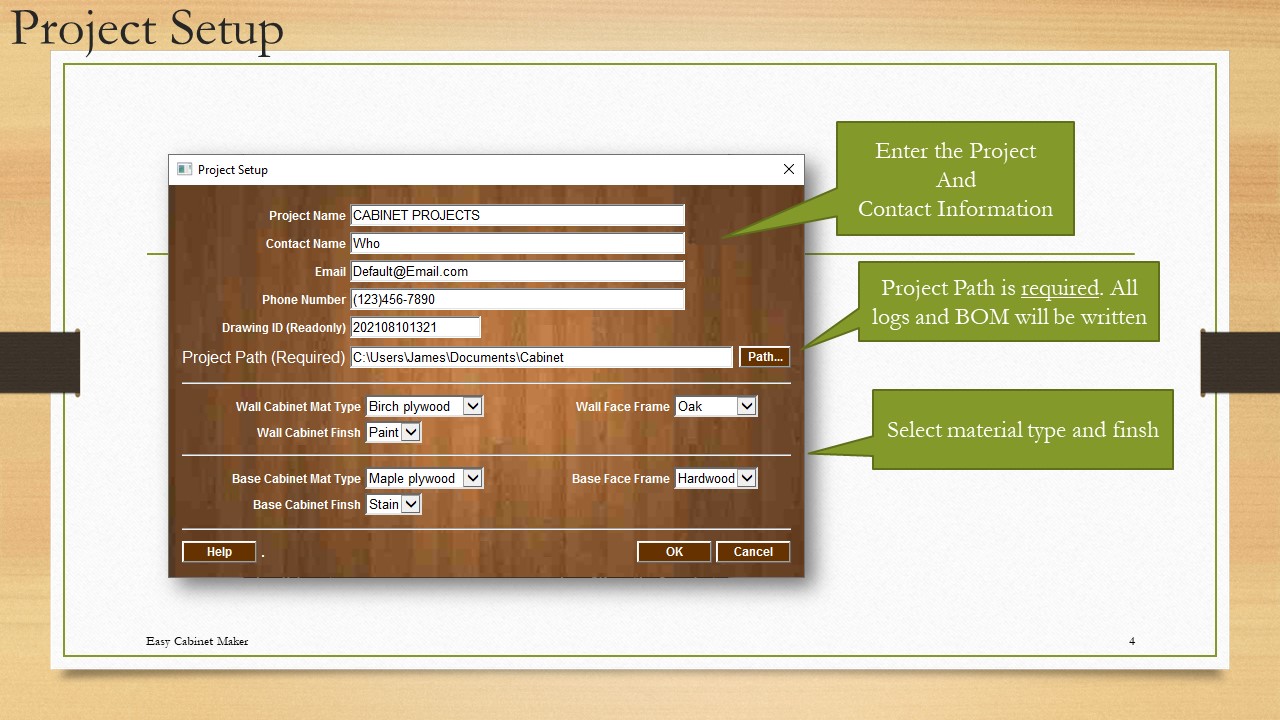 Project Setup
Project Setup
Project Name CABINET PROJECTS
Contact Name Who
Email Default@Email.com
Phone Number (123)456-7890
Drawing ID (Readonly) 202108101321
Project Path (Required) C:\Users\James\Documents\Cabinet Path...
Wall Cabinet Mat Type Birch plywood Wall Face Frame Oak
Wall Cabinet Finsh Paint
Base Cabinet Mat Type Maple plywood Base Face Frame Hardwood
Base Cabinet Finsh Stain
Help . OK Cancel
Enter the Project
And
Contact Information
Project Path is required. All
logs and BOM will be written
Select material type and finsh
Easy Cabinet Maker 4